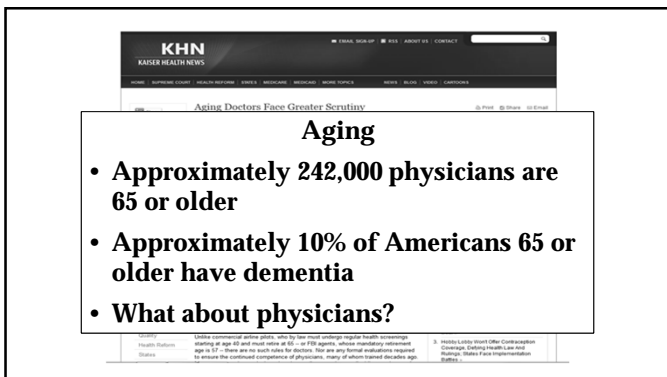 EMAIL SIGN-UP | RSS | ABOUT US | CONTACT
KHN
KAISER HEALTH NEWS
HOME | SUPREME COURT | HEALTH REFORM | STATES | MEDICARE | MEDICAID | MORE TOPICS NEWS | BLOG | VIDEO | CARTOONS
Aging Doctors Face Greater Scrutiny
Print Share Email
Aging
• Approximately 242,000 physicians are
65 or older
• Approximately 10% of Americans 65 or
older have dementia
• What about physicians?
Quality
Health Reform
States
Unlike commercial airline pilots, who by law must undergo regular health screenings
starting at age 40 and must retire at 65 -- or FBI agents, whose mandatory retirement
age is 57 -- there are no such rules for doctors. Nor are any formal evaluations required
to ensure the continued competence of physicians, many of whom trained decades ago.
3. Hobby Lobby Won't Offer Contraception
Coverage, Defying Health Law And
Rulings; States Face Implementation
Battles